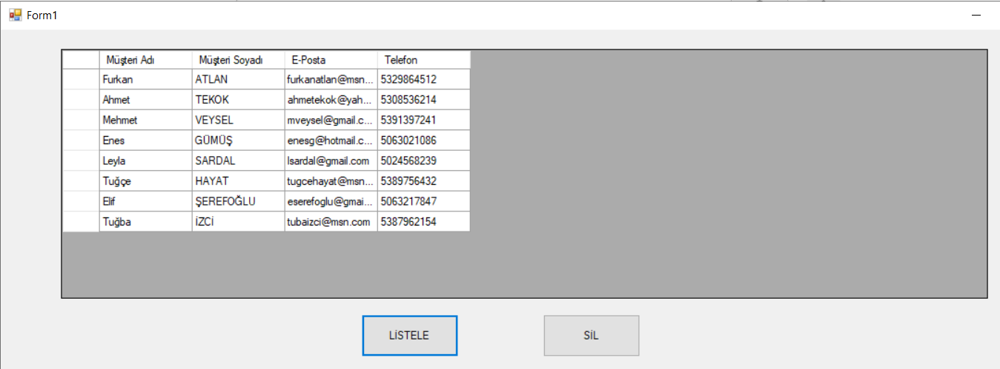 Form1
Müşteri Adı Müşteri Soyadı E-Posta Telefon
Furkan ATLAN furkanatlan@msn... 5329864512
Ahmet TEKOK ahmetekok@yah... 5308536214
Mehmet VEYSEL mveysel@gmail.c... 5391397241
Enes GÜMÜŞ enesg@hotmail.c... 5063021086
Leyla SARDAL lsardal@gmail.com 5024568239
Tuğçe HAYAT tugcehayat@msn... 5389756432
Elif ŞEREFOĞLU eserefoglu@gmai... 5063217847
Tuğba İZCİ tubaizci@msn.com 5387962154
LİSTELE SİL